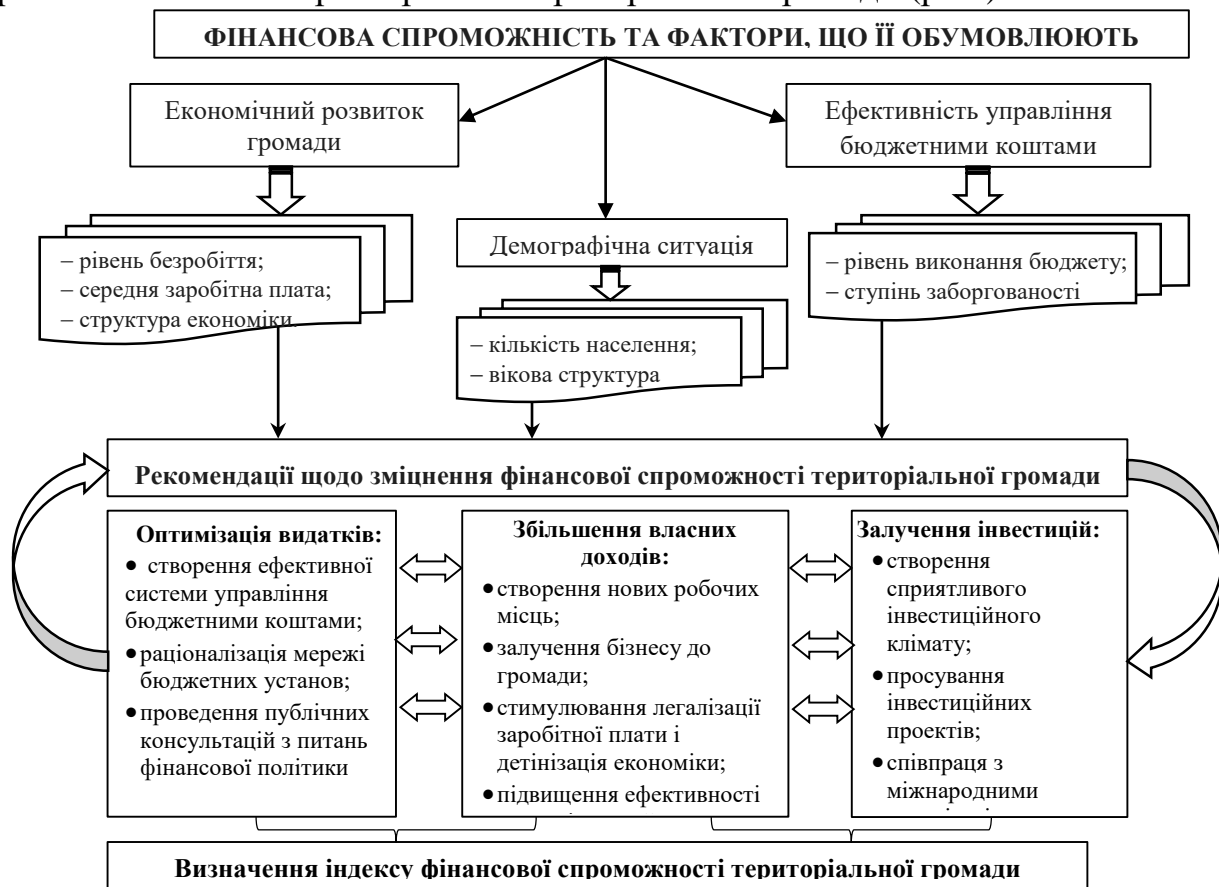 ФІНАНСОВА СПРОМОЖНІСТЬ ТА ФАКТОРИ, ЩО ЇЇ ОБУМОВЛЮЮТЬ
Економічний розвиток
громади
Ефективність управління
бюджетними коштами
Демографічна ситуація
– рівень безробіття;
– середня заробітна плата;
– структура економіки.
– рівень виконання бюджету;
– ступінь заборгованості
– кількість населення;
– вікова структура
Рекомендації щодо зміцнення фінансової спроможності територіальної громади
Оптимізація видатків:
• створення ефективної
системи управління
бюджетними коштами;
• раціоналізація мережі
бюджетних установ;
• проведення публічних
консультацій з питань
фінансової політики
Збільшення власних
доходів:
• створення нових робочих
місць;
• залучення бізнесу до
громади;
• стимулювання легалізації
заробітної плати і
детінізація економіки;
• підвищення ефективності
Залучення інвестицій:
• створення
сприятливого
інвестиційного
клімату;
• просування
інвестиційних
проектів;
• співпраця з
міжнародними
Визначення індексу фінансової спроможності територіальної громади